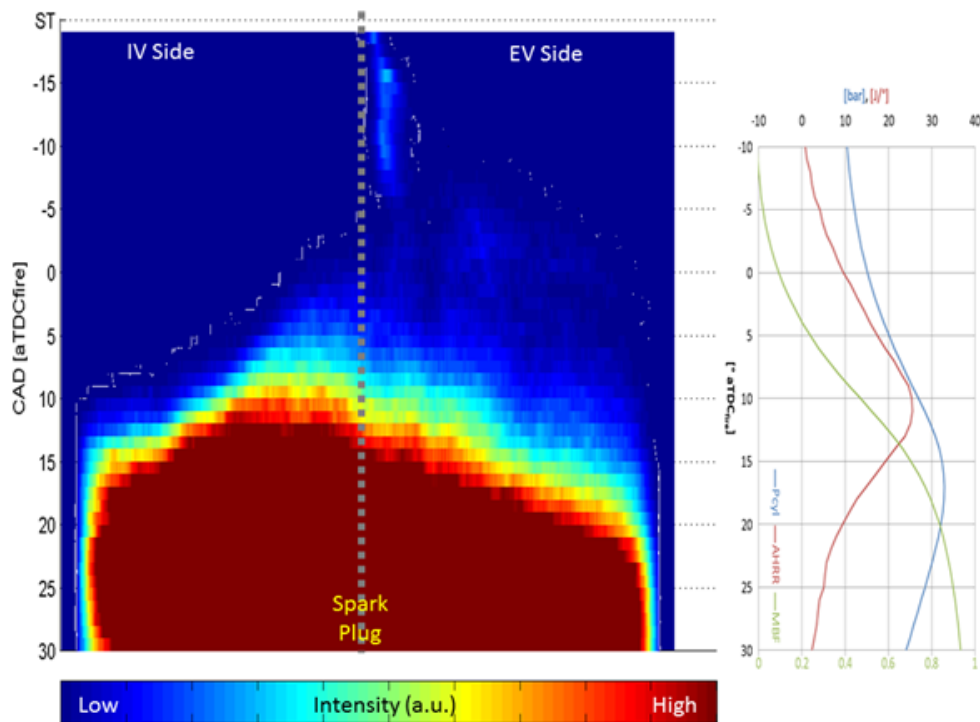 ST
IV Side
EV Side
-15
-10
-5
0
5
10
15
20
25
30
CAD [aTDCfire]
Spark
Plug
Low
Intensity (a.u.)
High
[bar], [J/°]
-10
0
10
20
30
40
-10
-5
0
5
10
15
20
25
30
[° aTDCfire]
Pcyl
AHRR
MBF
0
0.2
0.4
0.6
0.8
1